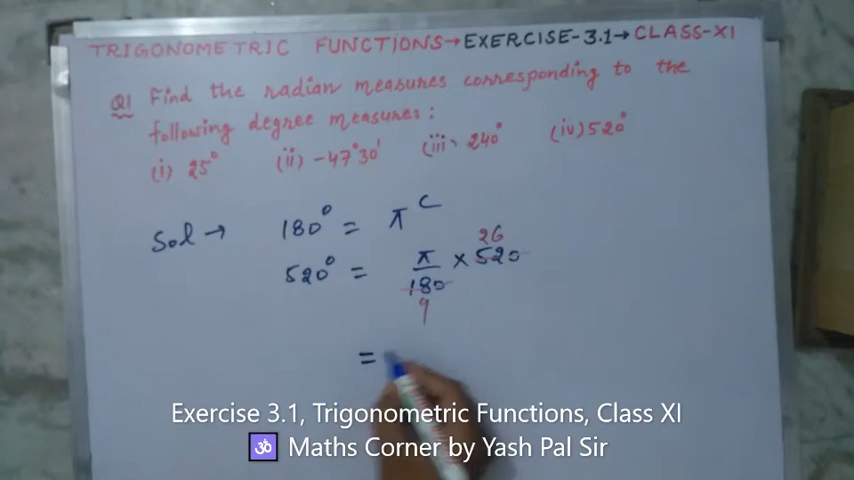 TRIGONOMETRIC FUNCTIONS→EXERCISE-3.1→CLASS-XI
Q1 Find the radian measures corresponding to the
following degree measures:
(i) 25° (ii) -47°30' (iii) 240° (iv) 520°
Sol → 180° = π^C
26
520° = π/180 × 520
9
=
Exercise 3.1, Trigonometric Functions, Class XI
🕉 Maths Corner by Yash Pal Sir